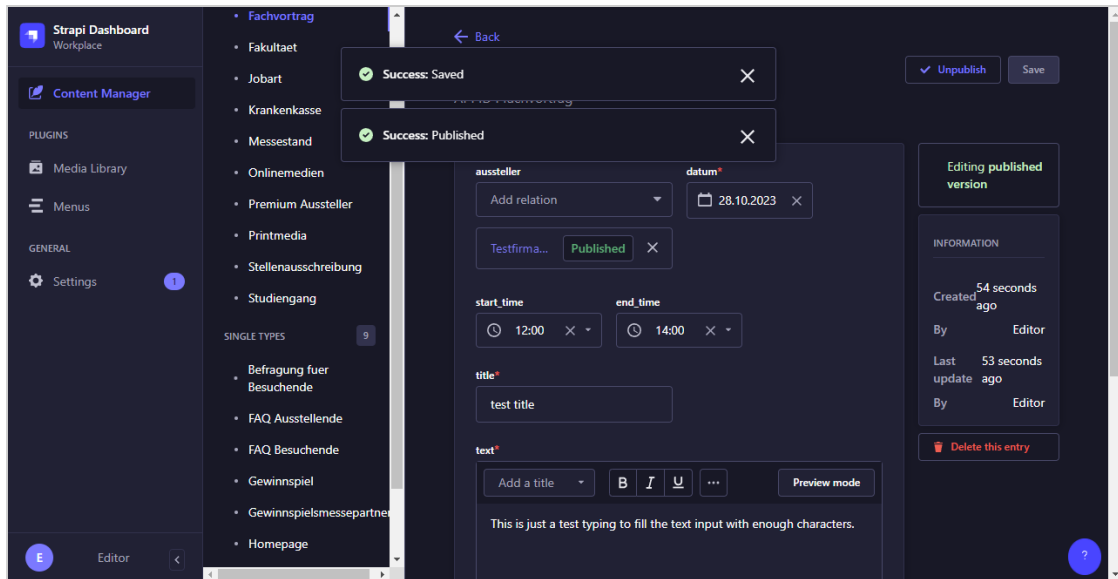 Strapi Dashboard
Workplace
Content Manager
PLUGINS
Media Library
Menus
GENERAL
Settings
1
E
Editor
Fachvortrag
Fakultaet
Jobart
Krankenkasse
Messestand
Onlinemedien
Premium Aussteller
Printmedia
Stellenausschreibung
Studiengang
SINGLE TYPES
9
Befragung fuer
Besuchende
FAQ Ausstellende
FAQ Besuchende
Gewinnspiel
Gewinnspielsmessepartner
Homepage
Back
Success: Saved
Success: Published
Unpublish
Save
aussteller
Add relation
Testfirma...
Published
datum*
28.10.2023
start_time
12:00
end_time
14:00
title*
test title
text*
Add a title
B
I
U
Preview mode
This is just a test typing to fill the text input with enough characters.
Editing published
version
INFORMATION
Created
54 seconds
ago
By
Editor
Last
update
53 seconds
ago
By
Editor
Delete this entry
?